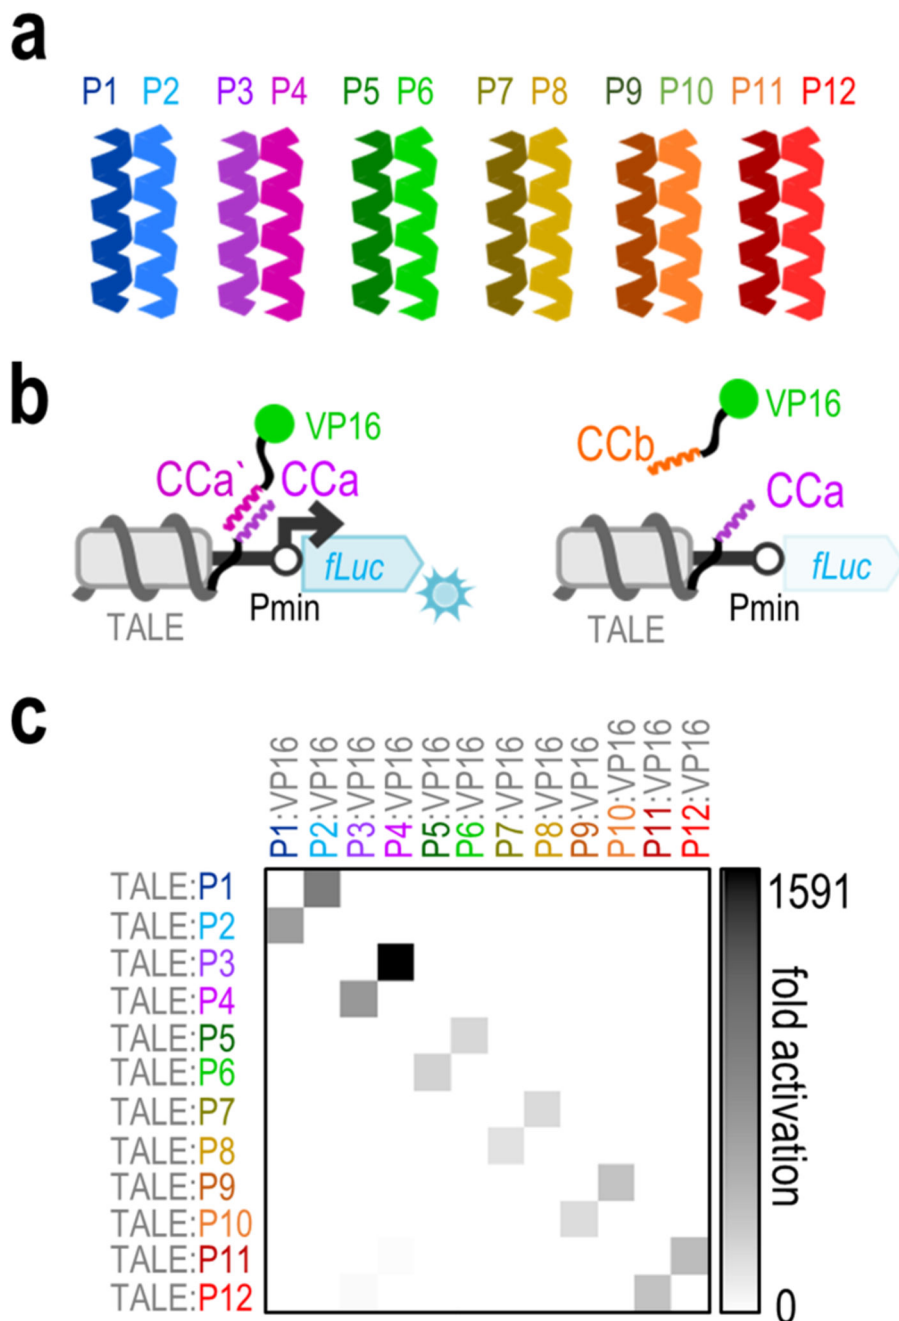 a
P1 P2 P3 P4 P5 P6 P7 P8 P9 P10 P11 P12
b
VP16
CCa` CCa
fLuc
TALE
Pmin
VP16
CCb
CCa
fLuc
TALE
Pmin
c
P1:VP16
P2:VP16
P3:VP16
P4:VP16
P5:VP16
P6:VP16
P7:VP16
P8:VP16
P9:VP16
P10:VP16
P11:VP16
P12:VP16
TALE:P1
TALE:P2
TALE:P3
TALE:P4
TALE:P5
TALE:P6
TALE:P7
TALE:P8
TALE:P9
TALE:P10
TALE:P11
TALE:P12
1591
fold activation
0